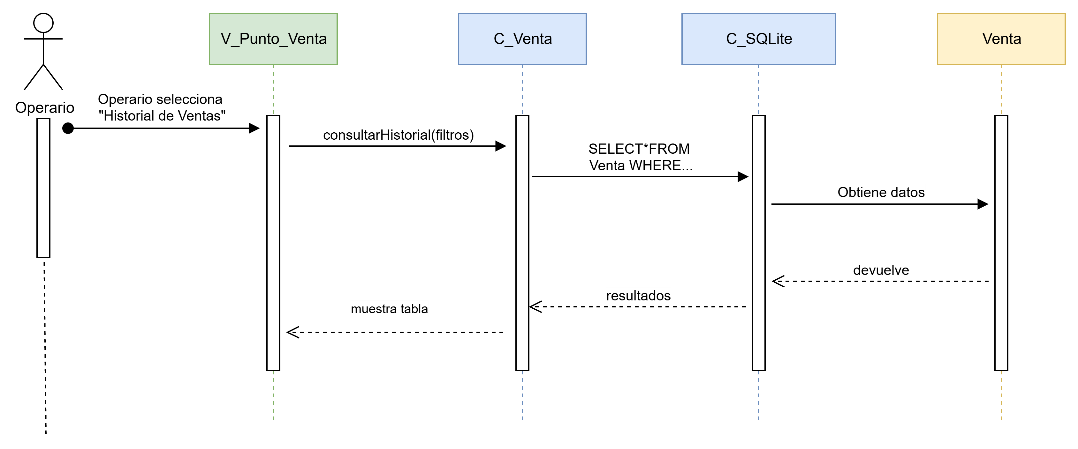 V_Punto_Venta
C_Venta
C_SQLite
Venta
Operario
Operario selecciona
"Historial de Ventas"
consultarHistorial(filtros)
SELECT*FROM
Venta WHERE...
Obtiene datos
devuelve
resultados
muestra tabla